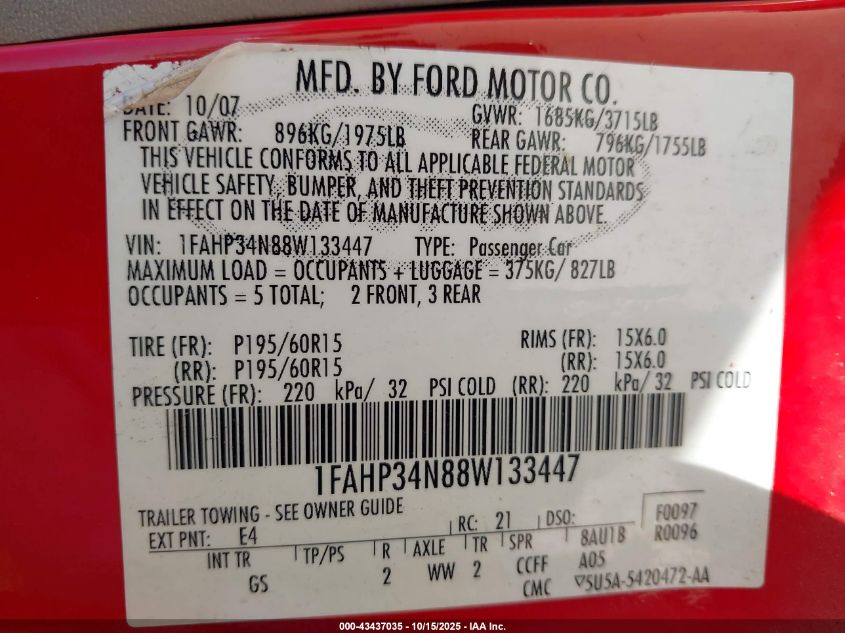 MFD. BY FORD MOTOR CO.
DATE: 10/07 GVWR: 1685KG/3715LB
FRONT GAWR: 896KG/1975LB REAR GAWR: 796KG/1755LB
THIS VEHICLE CONFORMS TO ALL APPLICABLE FEDERAL MOTOR
VEHICLE SAFETY, BUMPER, AND THEFT PREVENTION STANDARDS
IN EFFECT ON THE DATE OF MANUFACTURE SHOWN ABOVE.
VIN: 1FAHP34N88W133447 TYPE: Passenger Car
MAXIMUM LOAD = OCCUPANTS + LUGGAGE = 375KG/ 827LB
OCCUPANTS = 5 TOTAL; 2 FRONT, 3 REAR
TIRE (FR): P195/60R15 RIMS (FR): 15X6.0
(RR): P195/60R15 (RR): 15X6.0
PRESSURE (FR): 220 kPa/ 32 PSI COLD (RR): 220 kPa/ 32 PSI COLD
1FAHP34N88W133447
TRAILER TOWING - SEE OWNER GUIDE
EXT PNT: E4 RC: 21 DSO: F0097
INT TR TP/PS R AXLE TR SPR 8AU1B R0096
GS 2 WW 2 CCFF A05
CMC 5U5A-5420472-AA
000-43437035 - 10/15/2025 - IAA Inc.